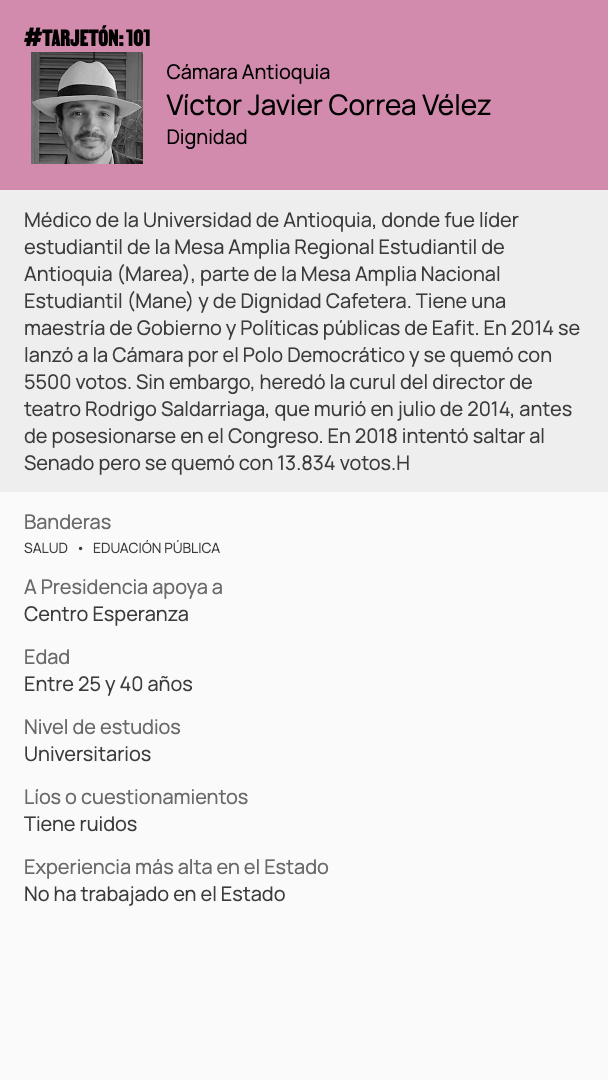 #TARJETÓN: 101
Cámara Antioquia
Víctor Javier Correa Vélez
Dignidad
Médico de la Universidad de Antioquia, donde fue líder
estudiantil de la Mesa Amplia Regional Estudiantil de
Antioquia (Marea), parte de la Mesa Amplia Nacional
Estudiantil (Mane) y de Dignidad Cafetera. Tiene una
maestría de Gobierno y Políticas públicas de Eafit. En 2014 se
lanzó a la Cámara por el Polo Democrático y se quemó con
5500 votos. Sin embargo, heredó la curul del director de
teatro Rodrigo Saldarriaga, que murió en julio de 2014, antes
de posesionarse en el Congreso. En 2018 intentó saltar al
Senado pero se quemó con 13.834 votos.H
Banderas
SALUD • EDUACIÓN PÚBLICA
A Presidencia apoya a
Centro Esperanza
Edad
Entre 25 y 40 años
Nivel de estudios
Universitarios
Líos o cuestionamientos
Tiene ruidos
Experiencia más alta en el Estado
No ha trabajado en el Estado